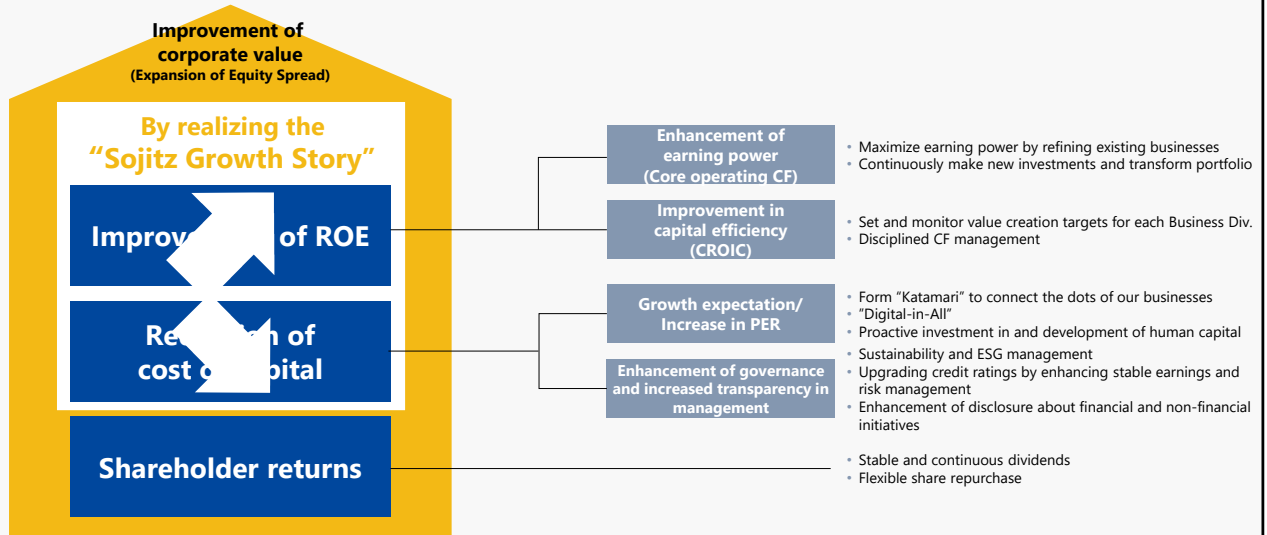 Improvement of
corporate value
(Expansion of Equity Spread)
By realizing the
“Sojitz Growth Story”
of ROE
of
cost
Shareholder returns
Enhancement of
earning power
(Core operating CF)
• Maximize earning power by refining existing businesses
• Continuously make new investments and transform portfolio
Improvement in
capital efficiency
(CROIC)
• Set and monitor value creation targets for each Business Div.
• Disciplined CF management
Growth expectation/
Increase in PER
• Form “Katamari” to connect the dots of our businesses
• ”Digital-in-All”
• Proactive investment in and development of human capital
Enhancement of governance
and increased transparency in
management
• Sustainability and ESG management
• Upgrading credit ratings by enhancing stable earnings and
risk management
• Enhancement of disclosure about financial and non-financial
initiatives
• Stable and continuous dividends
• Flexible share repurchase